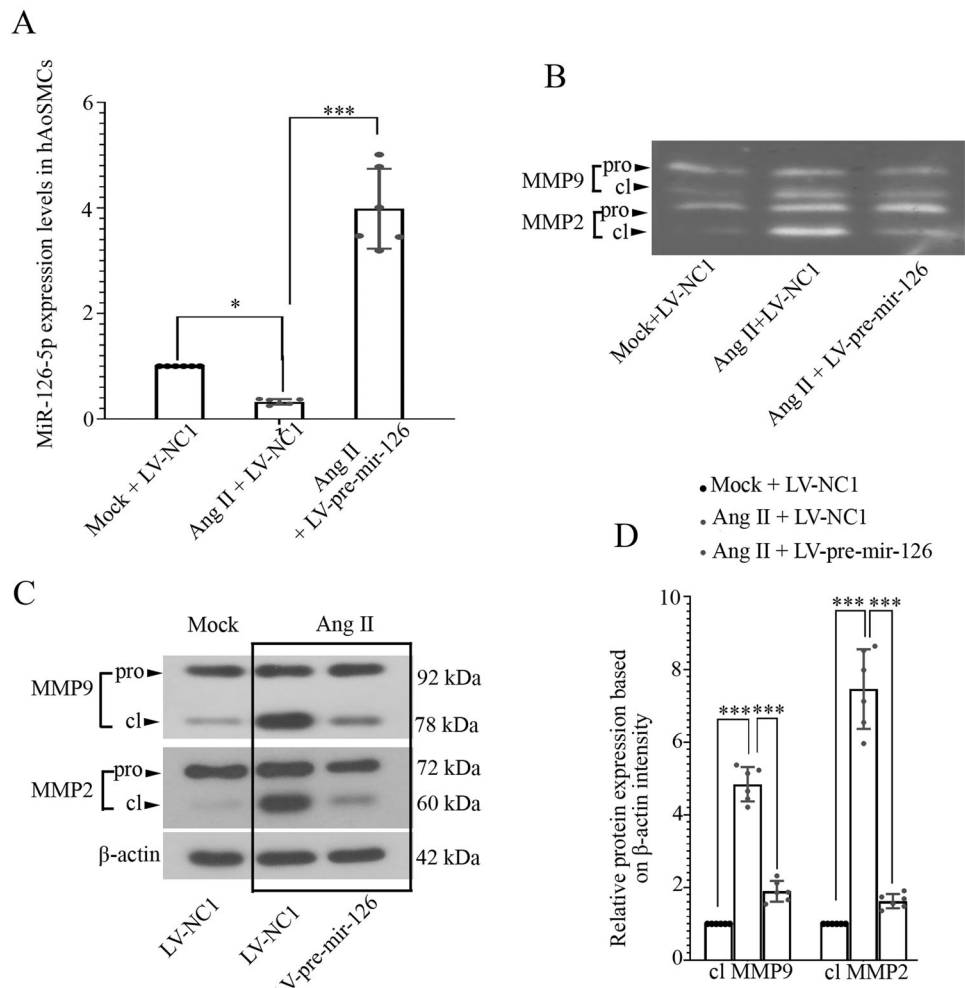 A
MiR-126-5p expression levels in hAoSMCs
6
4
2
0
***
*
Mock + LV-NC1
Ang II + LV-NC1
Ang II
+ LV-pre-mir-126
B
MMP9
pro
cl
MMP2
pro
cl
Mock+LV-NC1
Ang II+LV-NC1
Ang II + LV-pre-mir-126
C
Mock
Ang II
MMP9
pro
cl
92 kDa
78 kDa
MMP2
pro
cl
72 kDa
60 kDa
β-actin
42 kDa
LV-NC1
LV-NC1
V-pre-mir-126
Mock + LV-NC1
Ang II + LV-NC1
Ang II + LV-pre-mir-126
D
Relative protein expression based
on β-actin intensity
10
8
6
4
2
0
*** ***
*** ***
cl MMP9
cl MMP2